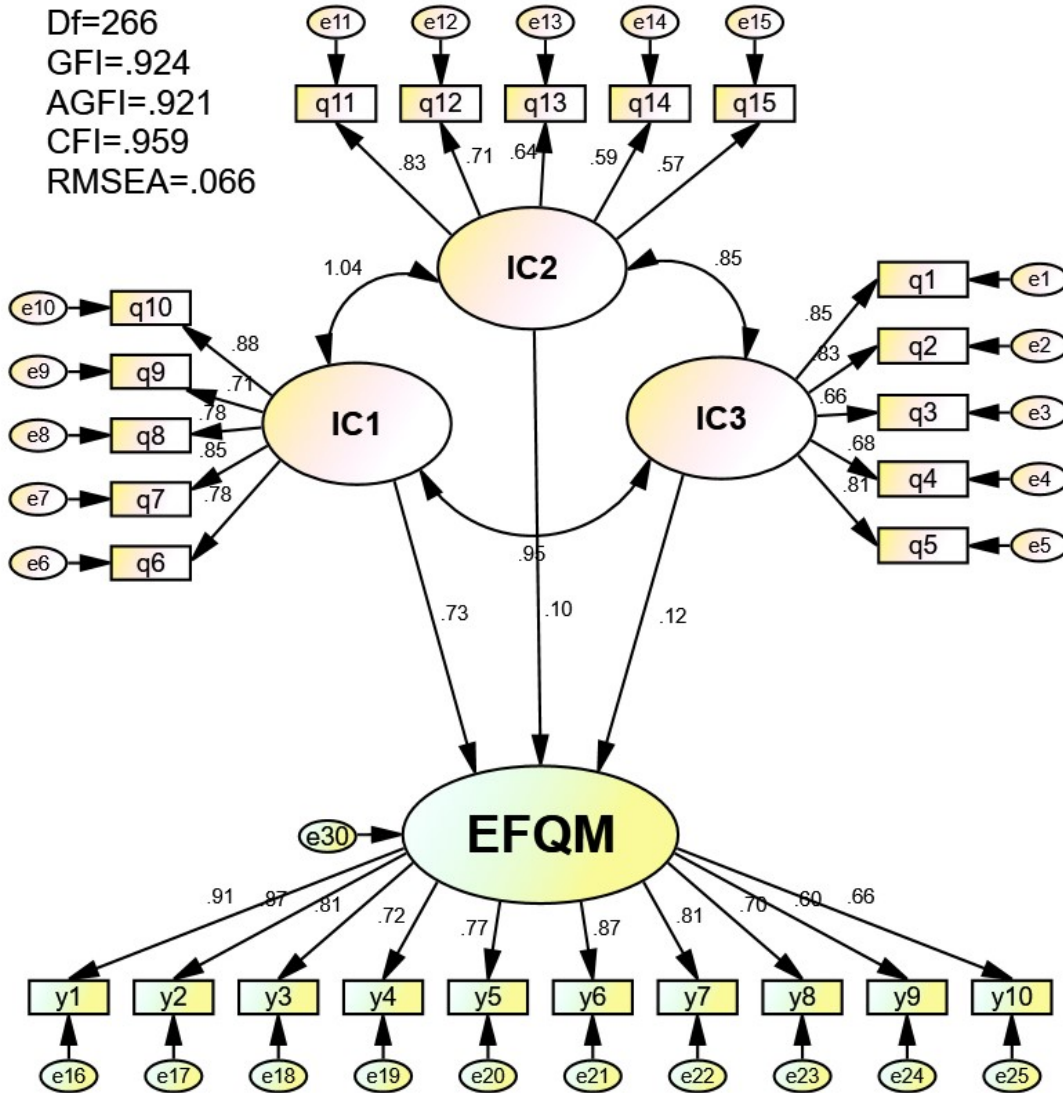 Df=266
GFI=.924
AGFI=.921
CFI=.959
RMSEA=.066
e11 e12 e13 e14 e15
q11 q12 q13 q14 q15
.83 .71 .64 .59 .57
IC2
1.04 .85
e10 q10 q1 e1
.88 .85
e9 q9 q2 e2
.71 .83
e8 q8 q3 e3
.78 .66
IC1 IC3
.85 .68
e7 q7 q4 e4
.78 .81
e6 q6 q5 e5
.95
.73 .10 .12
EFQM
e30
.91 .87 .81 .72 .77 .87 .81 .70 .60 .66
y1 y2 y3 y4 y5 y6 y7 y8 y9 y10
e16 e17 e18 e19 e20 e21 e22 e23 e24 e25